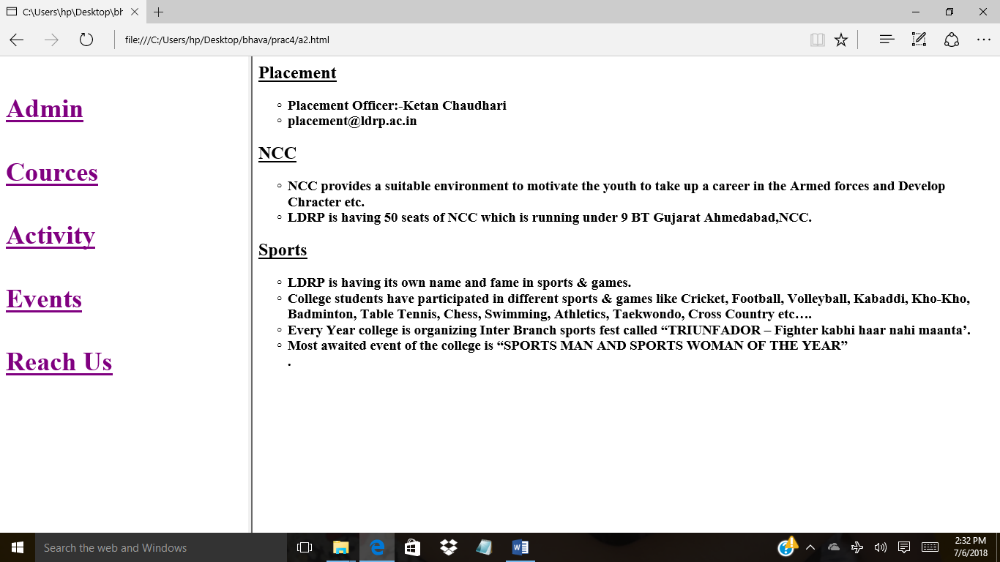 C:\Users\hp\Desktop\bh
file:///C:/Users/hp/Desktop/bhava/prac4/a2.html
Admin
Cources
Activity
Events
Reach Us
Placement
Placement Officer:-Ketan Chaudhari
placement@ldrp.ac.in
NCC
NCC provides a suitable environment to motivate the youth to take up a career in the Armed forces and Develop
Chracter etc.
LDRP is having 50 seats of NCC which is running under 9 BT Gujarat Ahmedabad,NCC.
Sports
LDRP is having its own name and fame in sports & games.
College students have participated in different sports & games like Cricket, Football, Volleyball, Kabaddi, Kho-Kho,
Badminton, Table Tennis, Chess, Swimming, Athletics, Taekwondo, Cross Country etc….
Every Year college is organizing Inter Branch sports fest called “TRIUNFADOR – Fighter kabhi haar nahi maanta’.
Most awaited event of the college is “SPORTS MAN AND SPORTS WOMAN OF THE YEAR”
.
Search the web and Windows
2:32 PM
7/6/2018